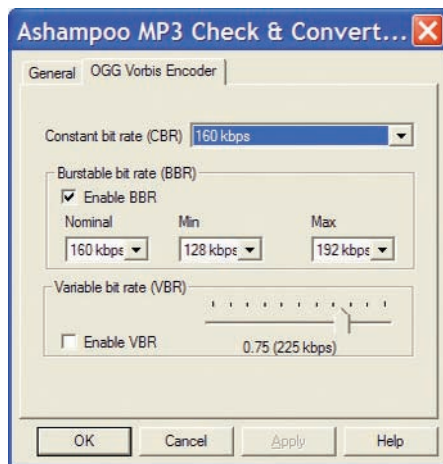 Ashampoo MP3 Check & Convert...
General OGG Vorbis Encoder
Constant bit rate (CBR) 160 kbps
Burstable bit rate (BBR)
Enable BBR
Nominal Min Max
160 kbps 128 kbps 192 kbps
Variable bit rate (VBR)
Enable VBR 0.75 (225 kbps)
OK Cancel Apply Help